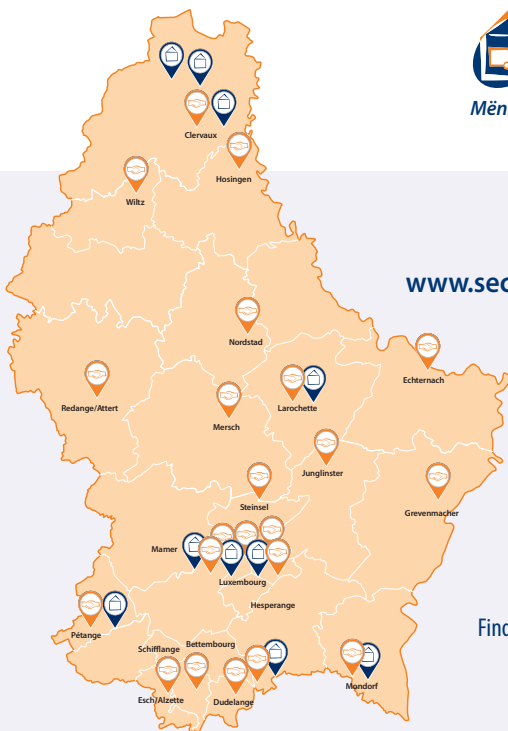 Mën
Clervaux
Hosingen
Wiltz
www.sec
Nordstad
Echternach
Redange/Attert
Larochette
Mersch
Junglinster
Steinsel
Grevenmacher
Mamer
Luxembourg
Hesperange
Pétange
Find
Schifflange
Bettembourg
Mondorf
Esch/Alzette
Dudelange